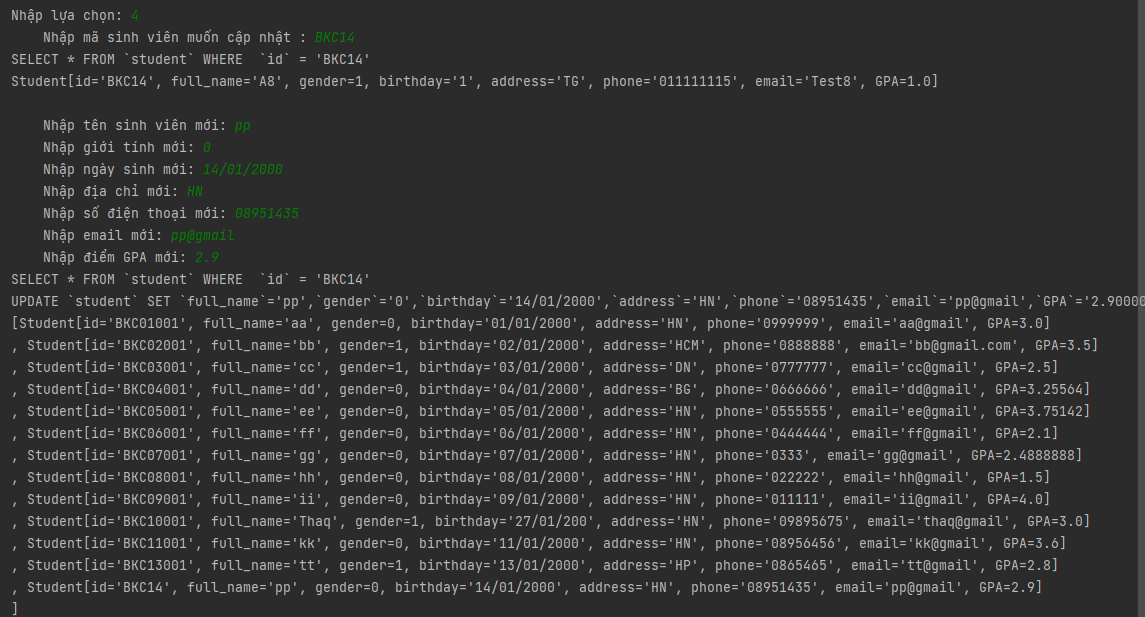 Nhập lựa chọn: 4
Nhập mã sinh viên muốn cập nhật : BKC14
SELECT * FROM `student` WHERE  `id` = 'BKC14'
Student[id='BKC14', full_name='A8', gender=1, birthday='1', address='TG', phone='011111115', email='Test8', GPA=1.0]
Nhập tên sinh viên mới: pp
Nhập giới tính mới: 0
Nhập ngày sinh mới: 14/01/2000
Nhập địa chỉ mới: HN
Nhập số điện thoại mới: 08951435
Nhập email mới: pp@gmail
Nhập điểm GPA mới: 2.9
SELECT * FROM `student` WHERE  `id` = 'BKC14'
UPDATE `student` SET `full_name`='pp',`gender`='0',`birthday`='14/01/2000',`address`='HN',`phone`='08951435',`email`='pp@gmail',`GPA`='2.90000
[Student[id='BKC01001', full_name='aa', gender=0, birthday='01/01/2000', address='HN', phone='0999999', email='aa@gmail', GPA=3.0]
, Student[id='BKC02001', full_name='bb', gender=1, birthday='02/01/2000', address='HCM', phone='0888888', email='bb@gmail.com', GPA=3.5]
, Student[id='BKC03001', full_name='cc', gender=1, birthday='03/01/2000', address='DN', phone='0777777', email='cc@gmail', GPA=2.5]
, Student[id='BKC04001', full_name='dd', gender=0, birthday='04/01/2000', address='BG', phone='0666666', email='dd@gmail', GPA=3.25564]
, Student[id='BKC05001', full_name='ee', gender=0, birthday='05/01/2000', address='HN', phone='0555555', email='ee@gmail', GPA=3.75142]
, Student[id='BKC06001', full_name='ff', gender=0, birthday='06/01/2000', address='HN', phone='0444444', email='ff@gmail', GPA=2.1]
, Student[id='BKC07001', full_name='gg', gender=0, birthday='07/01/2000', address='HN', phone='0333', email='gg@gmail', GPA=2.4888888]
, Student[id='BKC08001', full_name='hh', gender=0, birthday='08/01/2000', address='HN', phone='022222', email='hh@gmail', GPA=1.5]
, Student[id='BKC09001', full_name='ii', gender=0, birthday='09/01/2000', address='HN', phone='011111', email='ii@gmail', GPA=4.0]
, Student[id='BKC10001', full_name='Thaq', gender=1, birthday='27/01/200', address='HN', phone='09895675', email='thaq@gmail', GPA=3.0]
, Student[id='BKC11001', full_name='kk', gender=0, birthday='11/01/2000', address='HN', phone='08956456', email='kk@gmail', GPA=3.6]
, Student[id='BKC13001', full_name='tt', gender=1, birthday='13/01/2000', address='HP', phone='0865465', email='tt@gmail', GPA=2.8]
, Student[id='BKC14', full_name='pp', gender=0, birthday='14/01/2000', address='HN', phone='08951435', email='pp@gmail', GPA=2.9]
]